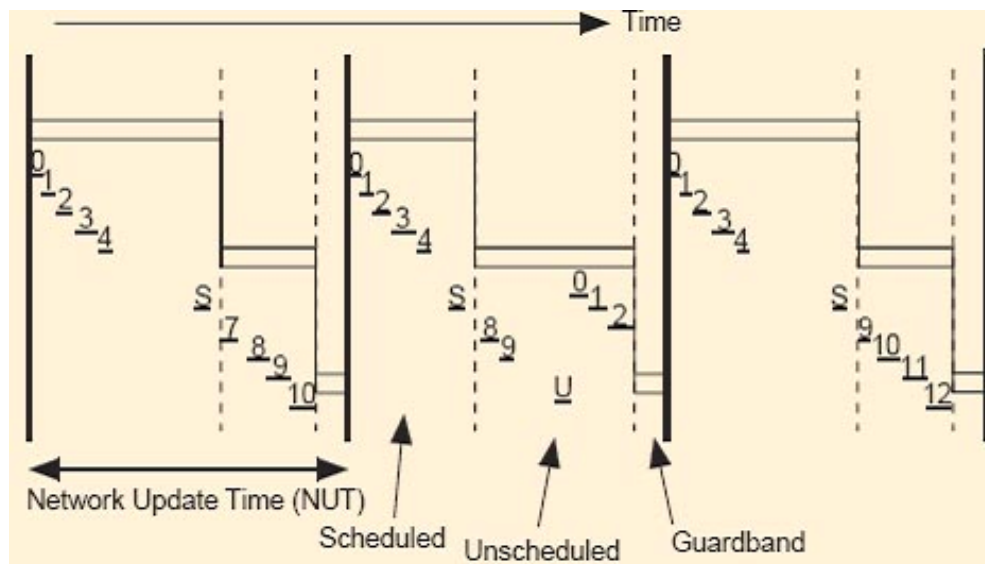 Time
0 1 2 3 4
S
7 8 9 10
0 1 2 3 4
S
8 9
U
0 1 2
0 1 2 3 4
S
9 10 11 12
Network Update Time (NUT)
Scheduled
Unscheduled
Guardband